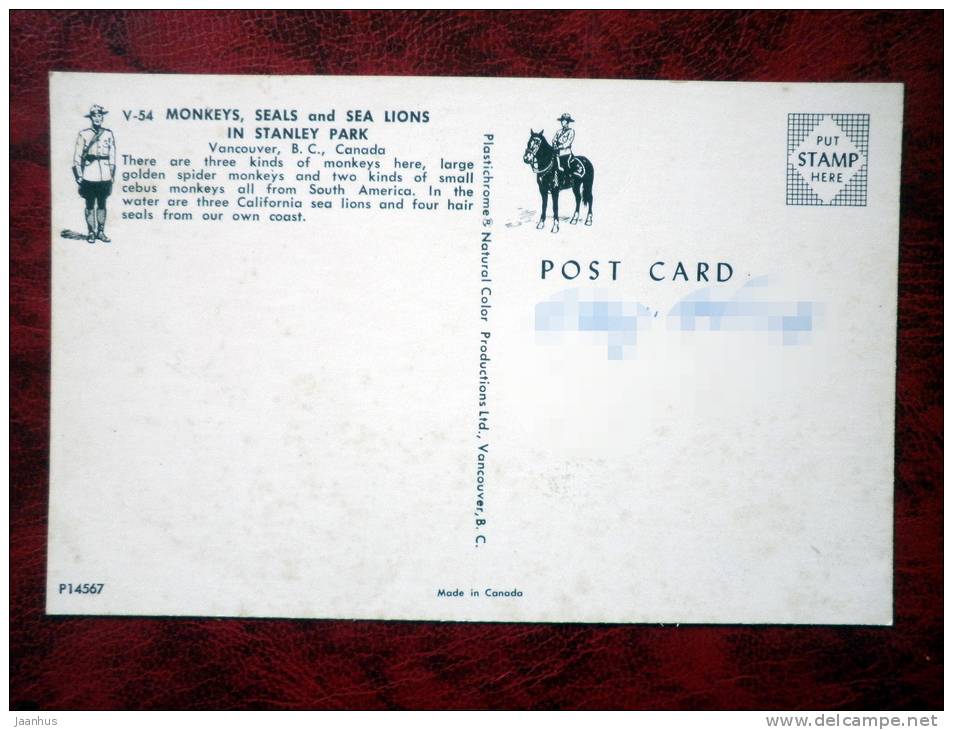 V-54 MONKEYS, SEALS and SEA LIONS
IN STANLEY PARK
Vancouver, B. C., Canada
There are three kinds of monkeys here, large
golden spider monkeys and two kinds of small
cebus monkeys all from South America. In the
water are three California sea lions and four hair
seals from our own coast.
P14567
Plastichrome® Natural Color Productions Ltd., Vancouver, B. C.
Made in Canada
PUT
STAMP
HERE
POST CARD
Jaanhus
www.delcampe.net